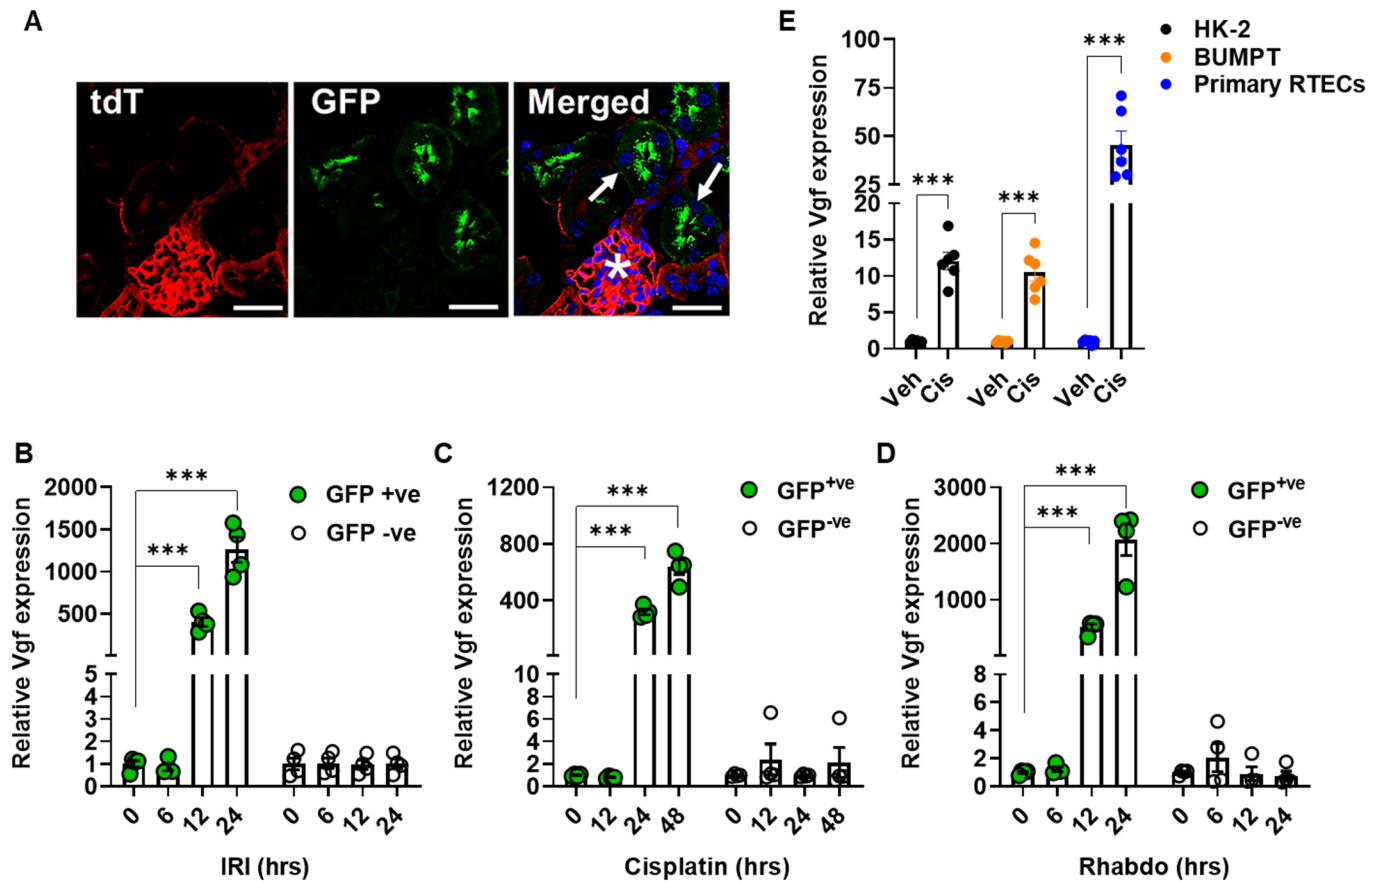 A
tdT
GFP
Merged
*
E
HK-2
BUMPT
Primary RTECs
Relative Vgf expression
100
75
50
25
20
15
10
5
0
***
***
***
Veh
Cis
Veh
Cis
Veh
Cis
B
Relative Vgf expression
2000
1500
1000
500
5
4
3
2
1
0
***
***
GFP +ve
GFP -ve
0
6
12
24
0
6
12
24
IRI (hrs)
C
Relative Vgf expression
1200
800
400
10
8
6
4
2
0
***
***
GFP+ve
GFP-ve
0
12
24
48
0
12
24
48
Cisplatin (hrs)
D
Relative Vgf expression
3000
2000
1000
8
6
4
2
0
***
***
GFP+ve
GFP-ve
0
6
12
24
0
6
12
24
Rhabdo (hrs)